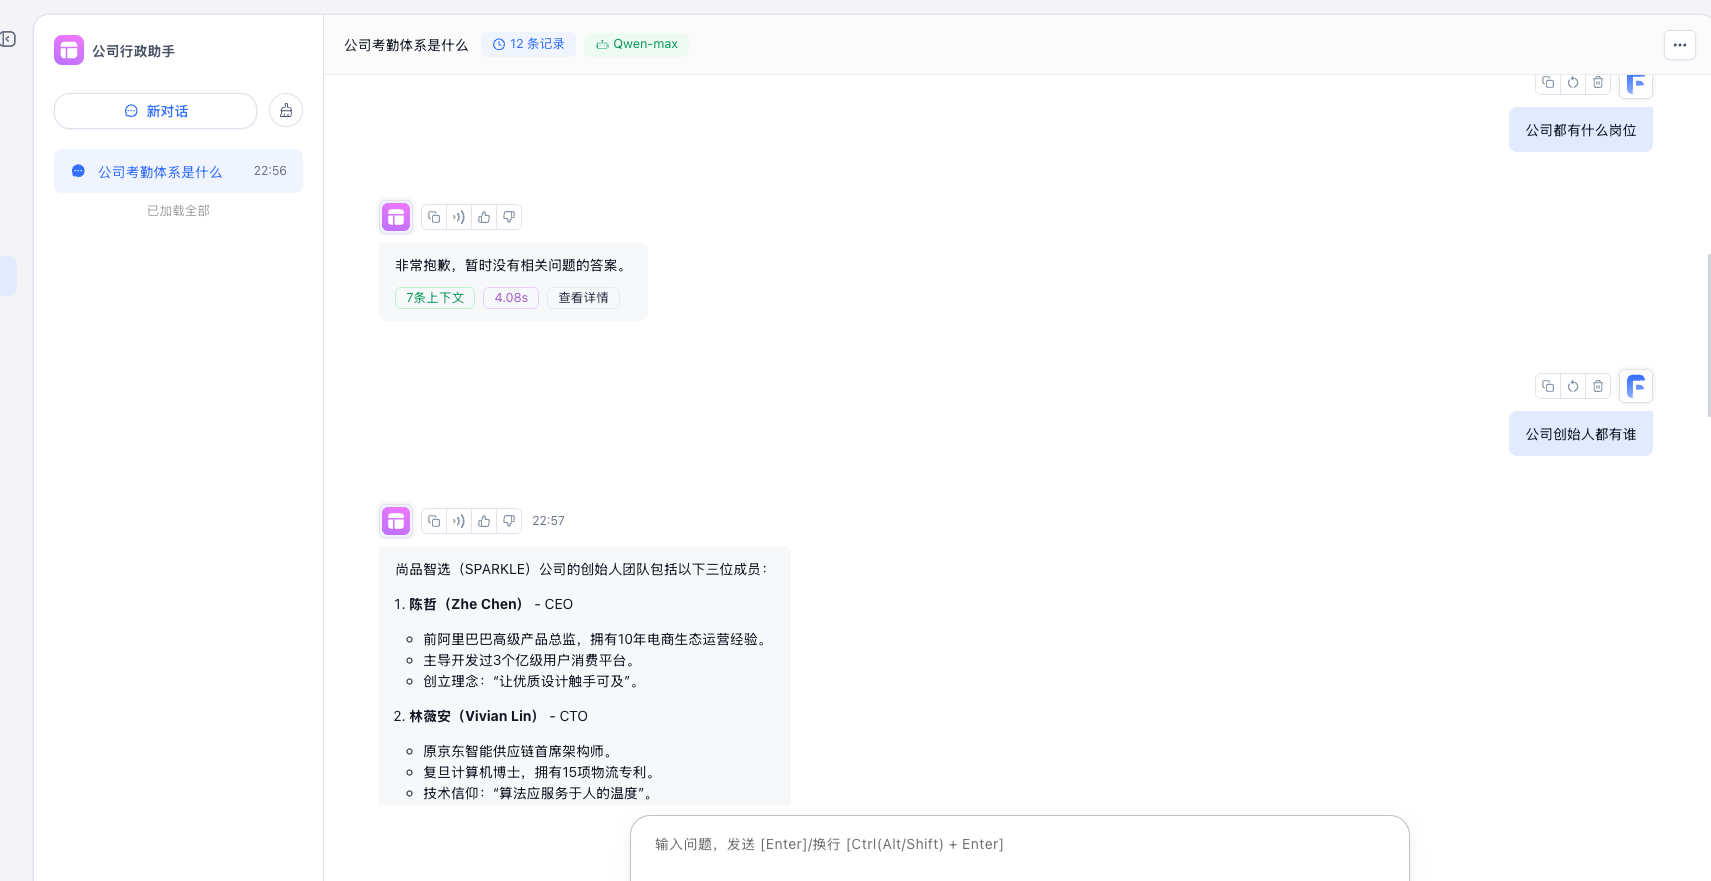 公司行政助手
新对话
公司考勤体系是什么 22:56
已加载全部
公司考勤体系是什么 12 条记录 Qwen-max
公司都有什么岗位
非常抱歉，暂时没有相关问题的答案。
7条上下文 4.08s 查看详情
公司创始人都有谁
22:57
尚品智选（SPARKLE）公司的创始人团队包括以下三位成员：
1. 陈哲（Zhe Chen） - CEO
前阿里巴巴高级产品总监，拥有10年电商生态运营经验。
主导开发过3个亿级用户消费平台。
创立理念：“让优质设计触手可及”。
2. 林薇安（Vivian Lin） - CTO
原京东智能供应链首席架构师。
复旦计算机博士，拥有15项物流专利。
技术信仰：“算法应服务于人的温度”。
输入问题，发送 [Enter]/换行 [Ctrl(Alt/Shift) + Enter]